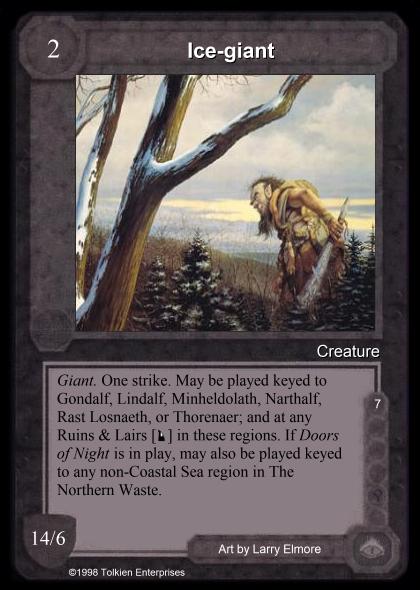 2
Ice-giant
Creature
Giant. One strike. May be played keyed to
Gondalf, Lindalf, Minheldolath, Narthalf,
Rast Losnaeth, or Thorenaer; and at any
Ruins & Lairs [] in these regions. If Doors
of Night is in play, may also be played keyed
to any non-Coastal Sea region in The
Northern Waste.
7
14/6
Art by Larry Elmore
©1998 Tolkien Enterprises